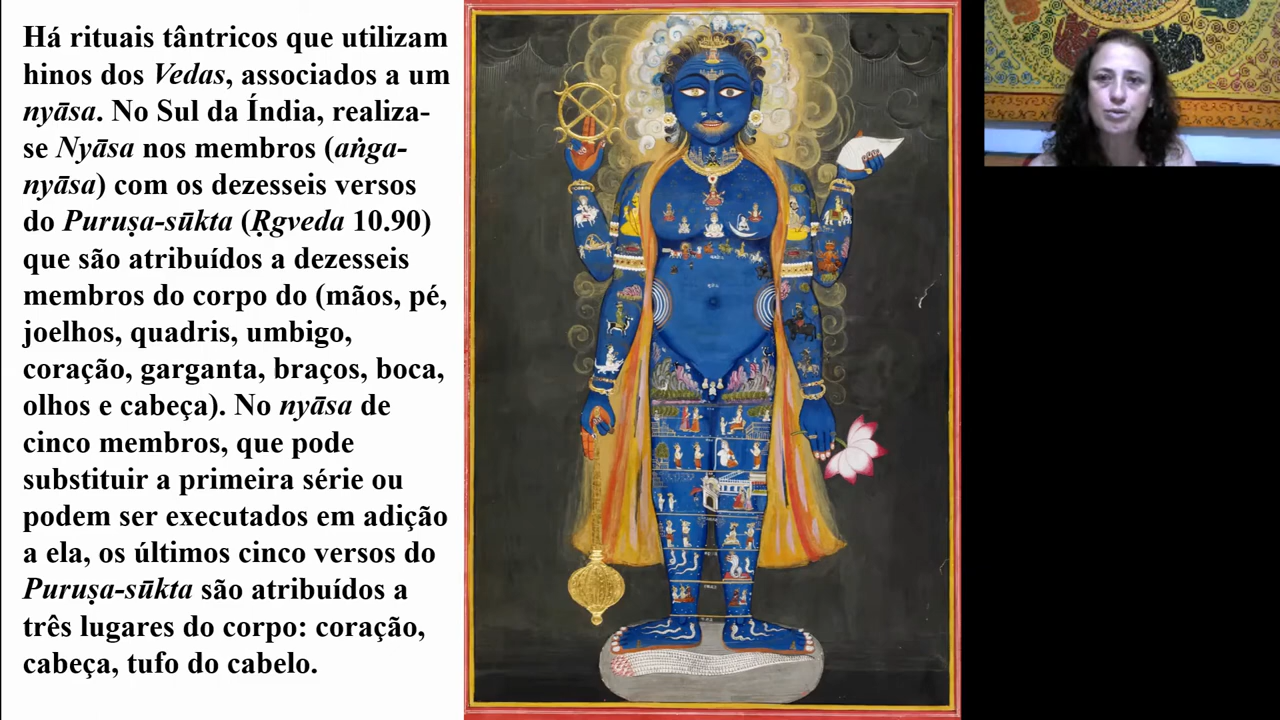 Há rituais tântricos que utilizam
hinos dos Vedas, associados a um
nyāsa. No Sul da Índia, realiza-
se Nyāsa nos membros (aṅga-
nyāsa) com os dezesseis versos
do Puruṣa-sūkta (Ṛgveda 10.90)
que são atribuídos a dezesseis
membros do corpo do (mãos, pé,
joelhos, quadris, umbigo,
coração, garganta, braços, boca,
olhos e cabeça). No nyāsa de
cinco membros, que pode
substituir a primeira série ou
podem ser executados em adição
a ela, os últimos cinco versos do
Puruṣa-sūkta são atribuídos a
três lugares do corpo: coração,
cabeça, tufo do cabelo.